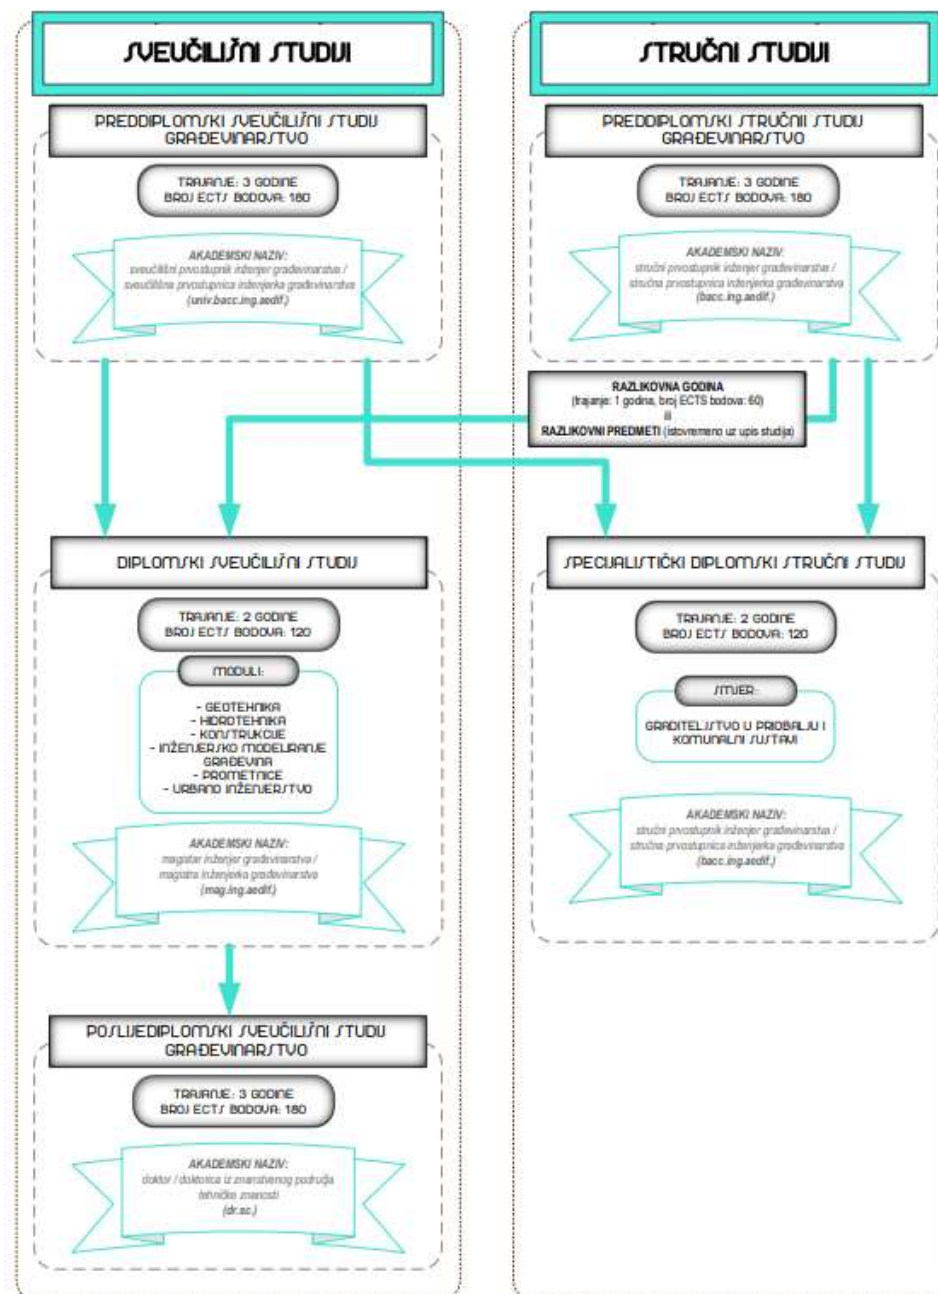 SVEUČILIŠNI STUDIJI
PREDDIPLOMSKI SVEUČILIŠNI STUDIJ
GRAĐEVINARSTVO
TRAJANJE: 3 GODINE
BROJ ECTS BODOVA: 180
AKADEMSKI NAZIV:
sveučilišni prvostupnik inženjer građevinarstva /
sveučilišna prvostupnica inženjerka građevinarstva
(univ.bacc.ing.aedif.)
STRUČNI STUDIJI
PREDDIPLOMSKI STRUČNII STUDIJ
GRAĐEVINARSTVO
TRAJANJE: 3 GODINE
BROJ ECTS BODOVA: 180
AKADEMSKI NAZIV:
stručni prvostupnik inženjer građevinarstva /
stručna prvostupnica inženjerka građevinarstva
(bacc.ing.aedif.)
RAZLIKOVNA GODINA
(trajanje: 1 godina, broj ECTS bodova: 60)
ili
RAZLIKOVNI PREDMETI (istovremeno uz upis studija)
DIPLOMSKI SVEUČILIŠNI STUDIJ
TRAJANJE: 2 GODINE
BROJ ECTS BODOVA: 120
MODULI:
- GEOTEHNIKA
- HIDROTEHNIKA
- KONSTRUKCIJE
- INŽENJERSKO MODELIRANJE
GRAĐEVINA
- PROMETNICE
- URBANO INŽENJERSTVO
AKADEMSKI NAZIV:
magistar inženjer građevinarstva /
magistra inženjerka građevinarstva
(mag.ing.aedif.)
SPECIJALISTIČKI DIPLOMSKI STRUČNI STUDIJ
TRAJANJE: 2 GODINE
BROJ ECTS BODOVA: 120
SMJER:
GRADITELJSTVO U PRIOBALJU I
KOMUNALNI SUSTAVI
AKADEMSKI NAZIV:
stručni prvostupnik inženjer građevinarstva /
stručna prvostupnica inženjerka građevinarstva
(bacc.ing.aedif.)
POSLIJEDIPLOMSKI SVEUČILIŠNI STUDIJ
GRAĐEVINARSTVO
TRAJANJE: 3 GODINE
BROJ ECTS BODOVA: 180
AKADEMSKI NAZIV:
doktor / doktorica iz znanstvenog područja
tehničke znanosti
(dr.sc.)